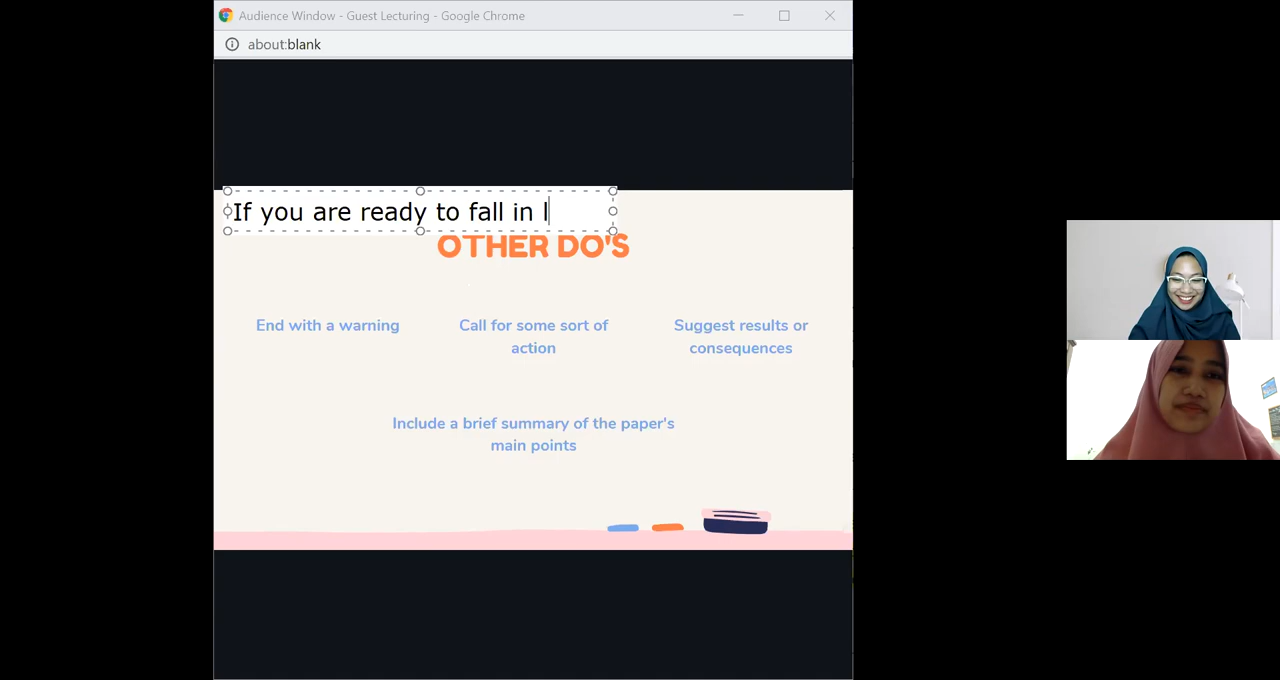 Audience Window - Guest Lecturing - Google Chrome
about:blank
If you are ready to fall in l
OTHER DO'S
End with a warning
Call for some sort of
action
Suggest results or
consequences
Include a brief summary of the paper's
main points